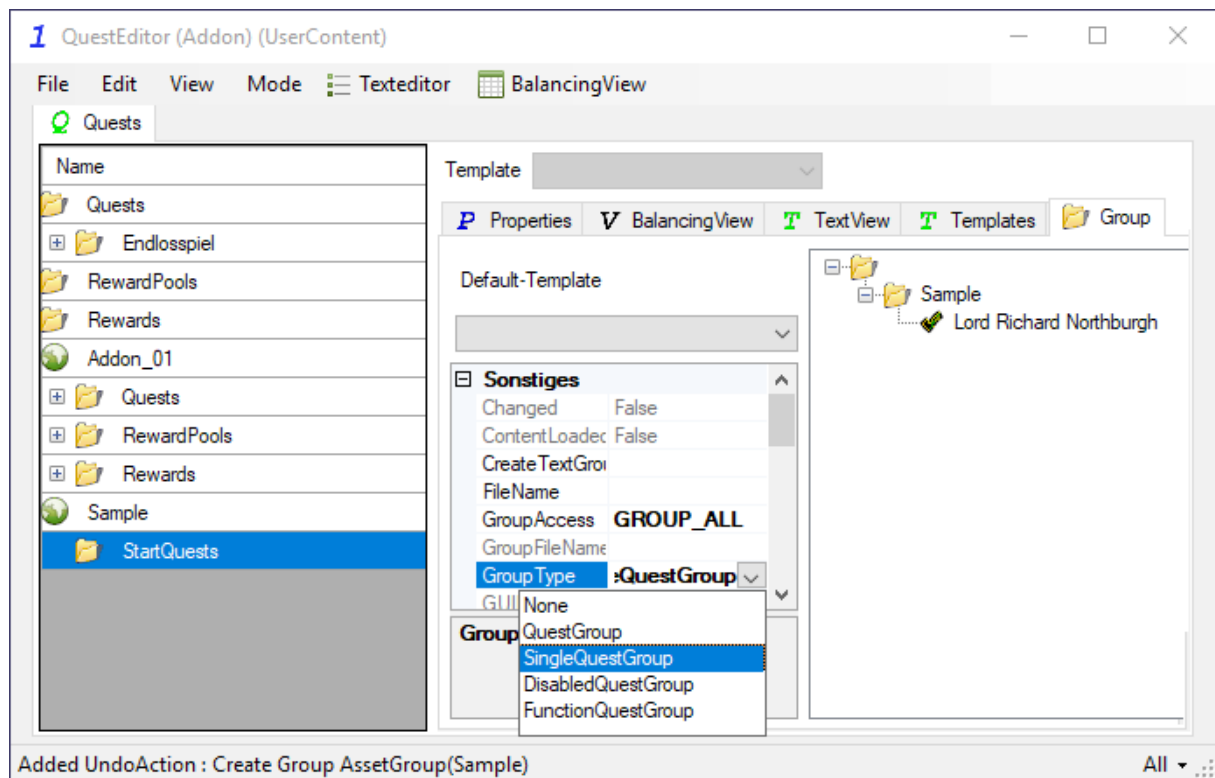 1 QuestEditor (Addon) (UserContent)
File Edit View Mode Texteditor BalancingView
Quests
Name
Quests
Endlosspiel
RewardPools
Rewards
Addon_01
Quests
RewardPools
Rewards
Sample
StartQuests
Template
P Properties V BalancingView T TextView T Templates Group
Default-Template
Sonstiges
Changed False
ContentLoadec False
CreateTextGrou
FileName
GroupAccess GROUP_ALL
GroupFileName
GroupType QuestGroup
GUI
None
Group
QuestGroup
SingleQuestGroup
DisabledQuestGroup
FunctionQuestGroup
Sample
Lord Richard Northburgh
Added UndoAction : Create Group AssetGroup(Sample) All